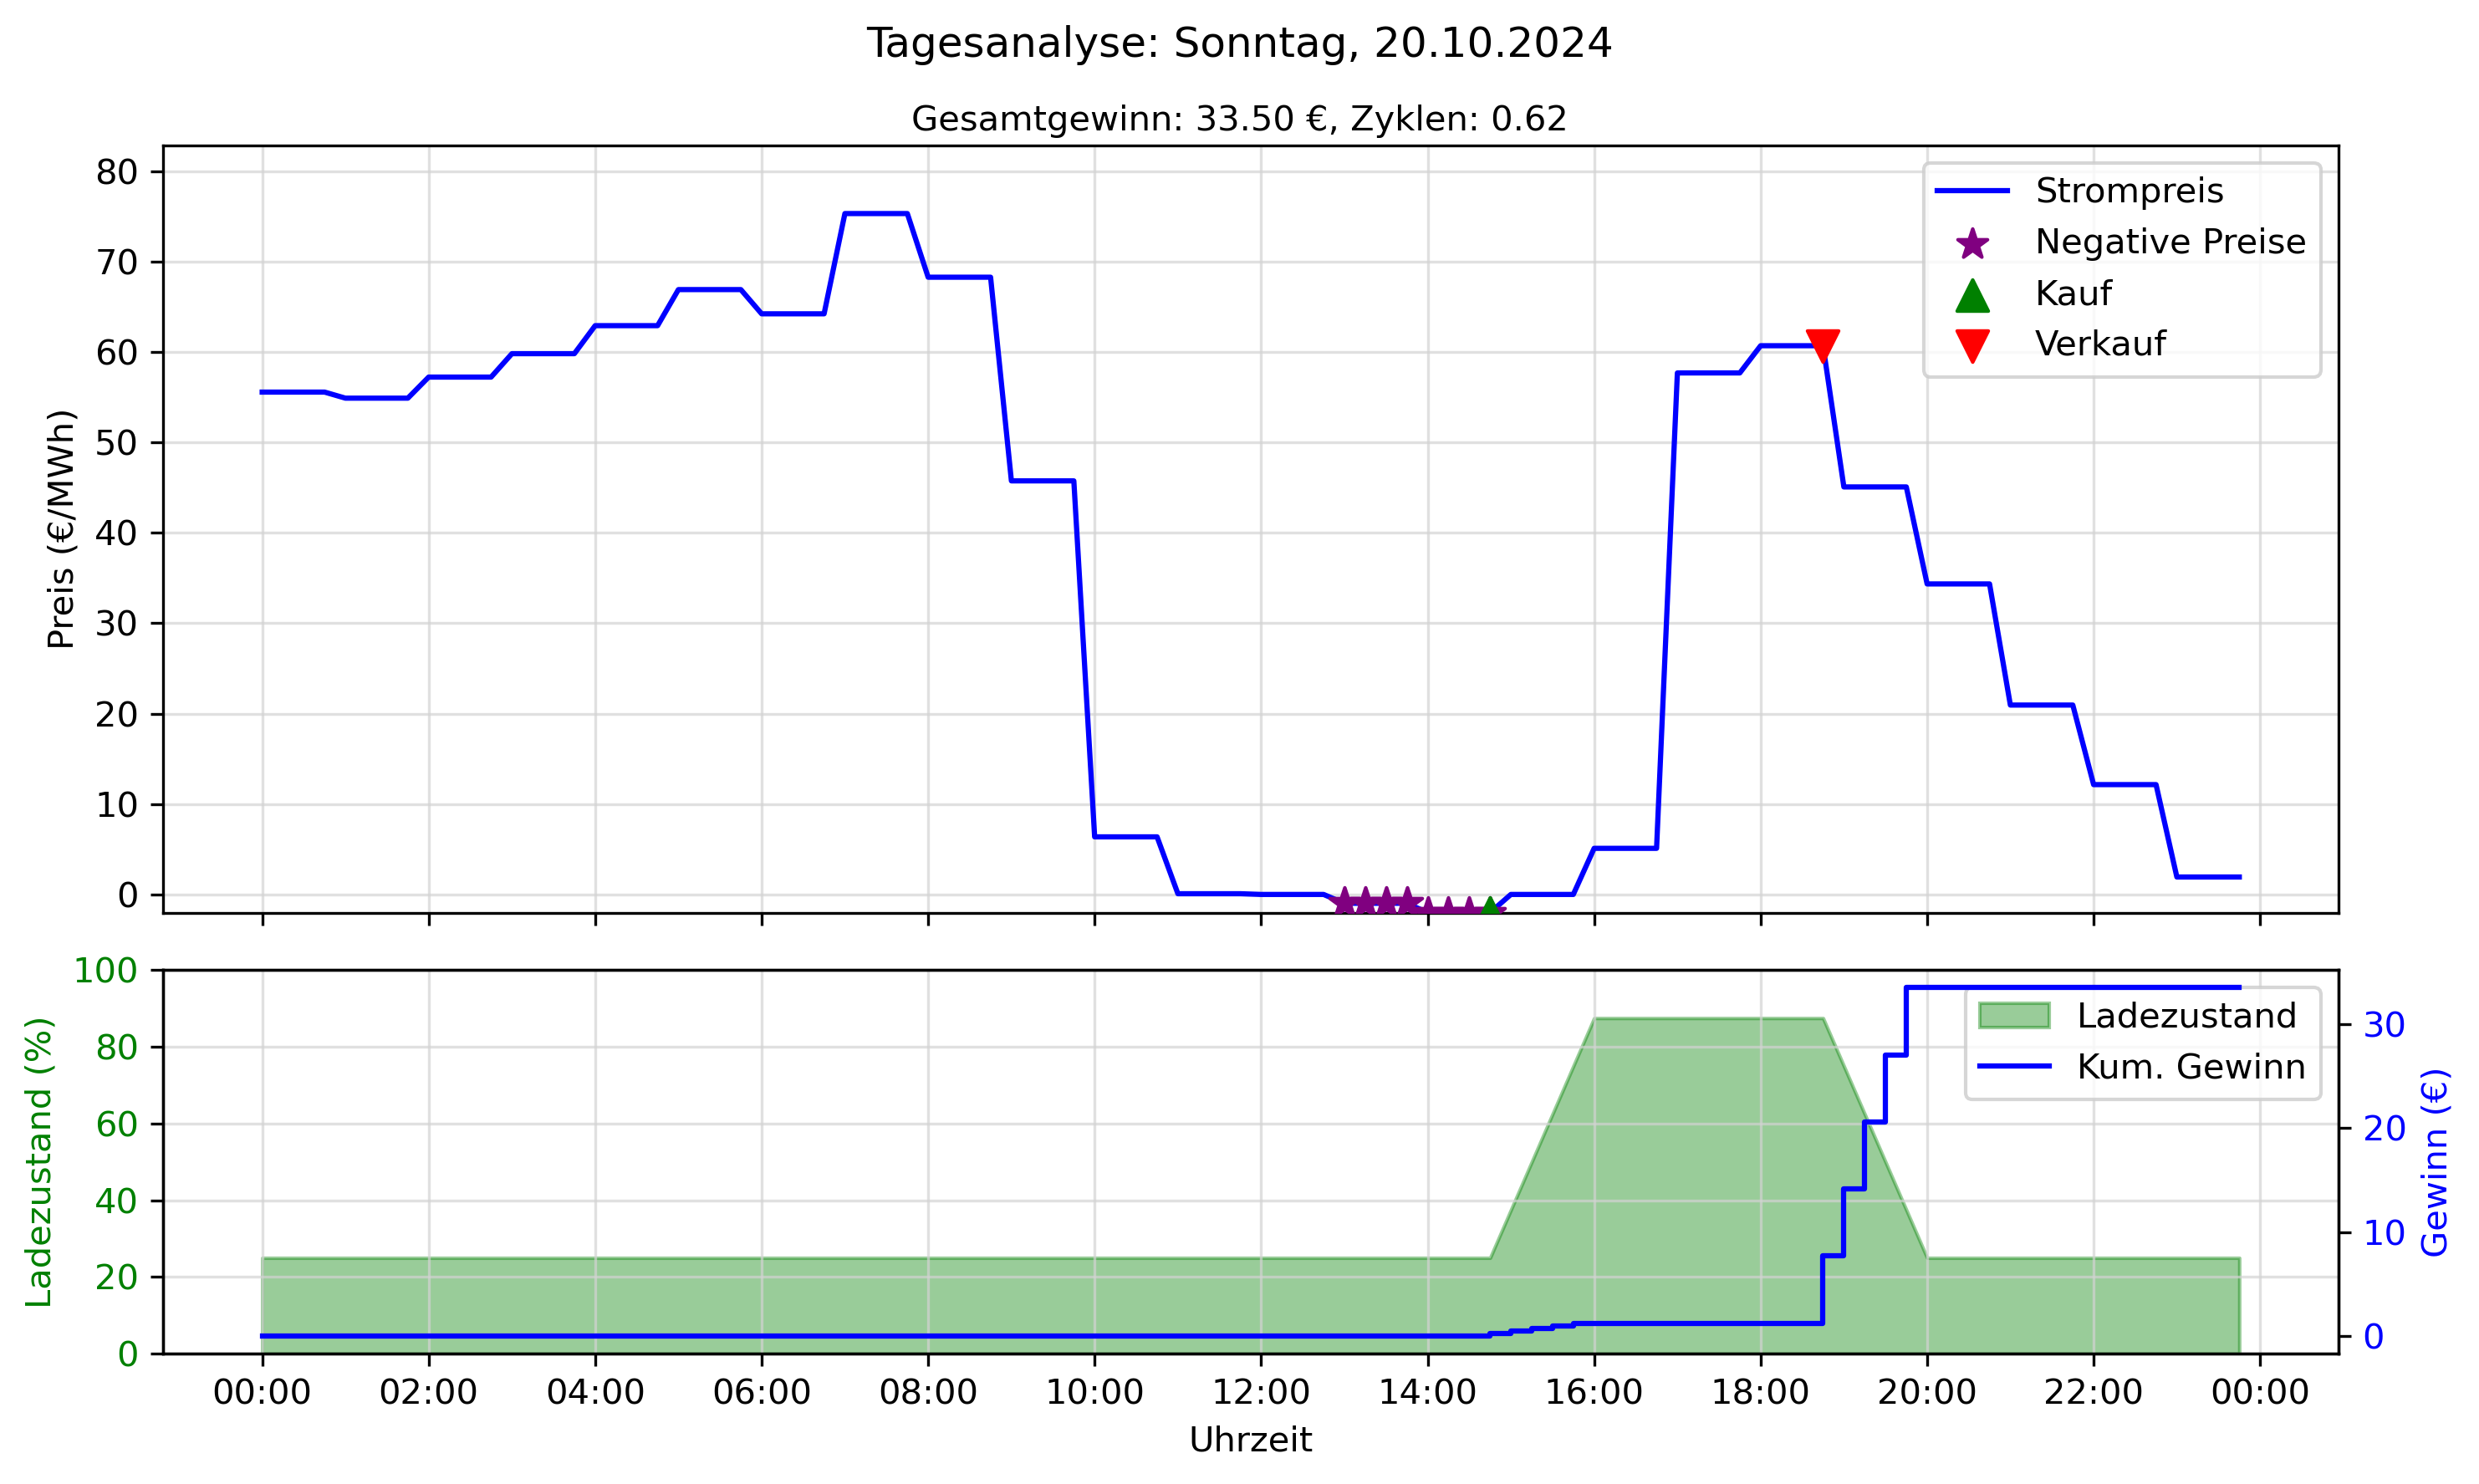 Tagesanalyse: Sonntag, 20.10.2024
Gesamtgewinn: 33.50 €, Zyklen: 0.62
Preis (€/MWh)
80
70
60
50
40
30
20
10
0
Strompreis
Negative Preise
Kauf
Verkauf
Ladezustand (%)
100
80
60
40
20
0
Ladezustand
Kum. Gewinn
30
20
10
0
Gewinn (€)
00:00 02:00 04:00 06:00 08:00 10:00 12:00 14:00 16:00 18:00 20:00 22:00 00:00
Uhrzeit